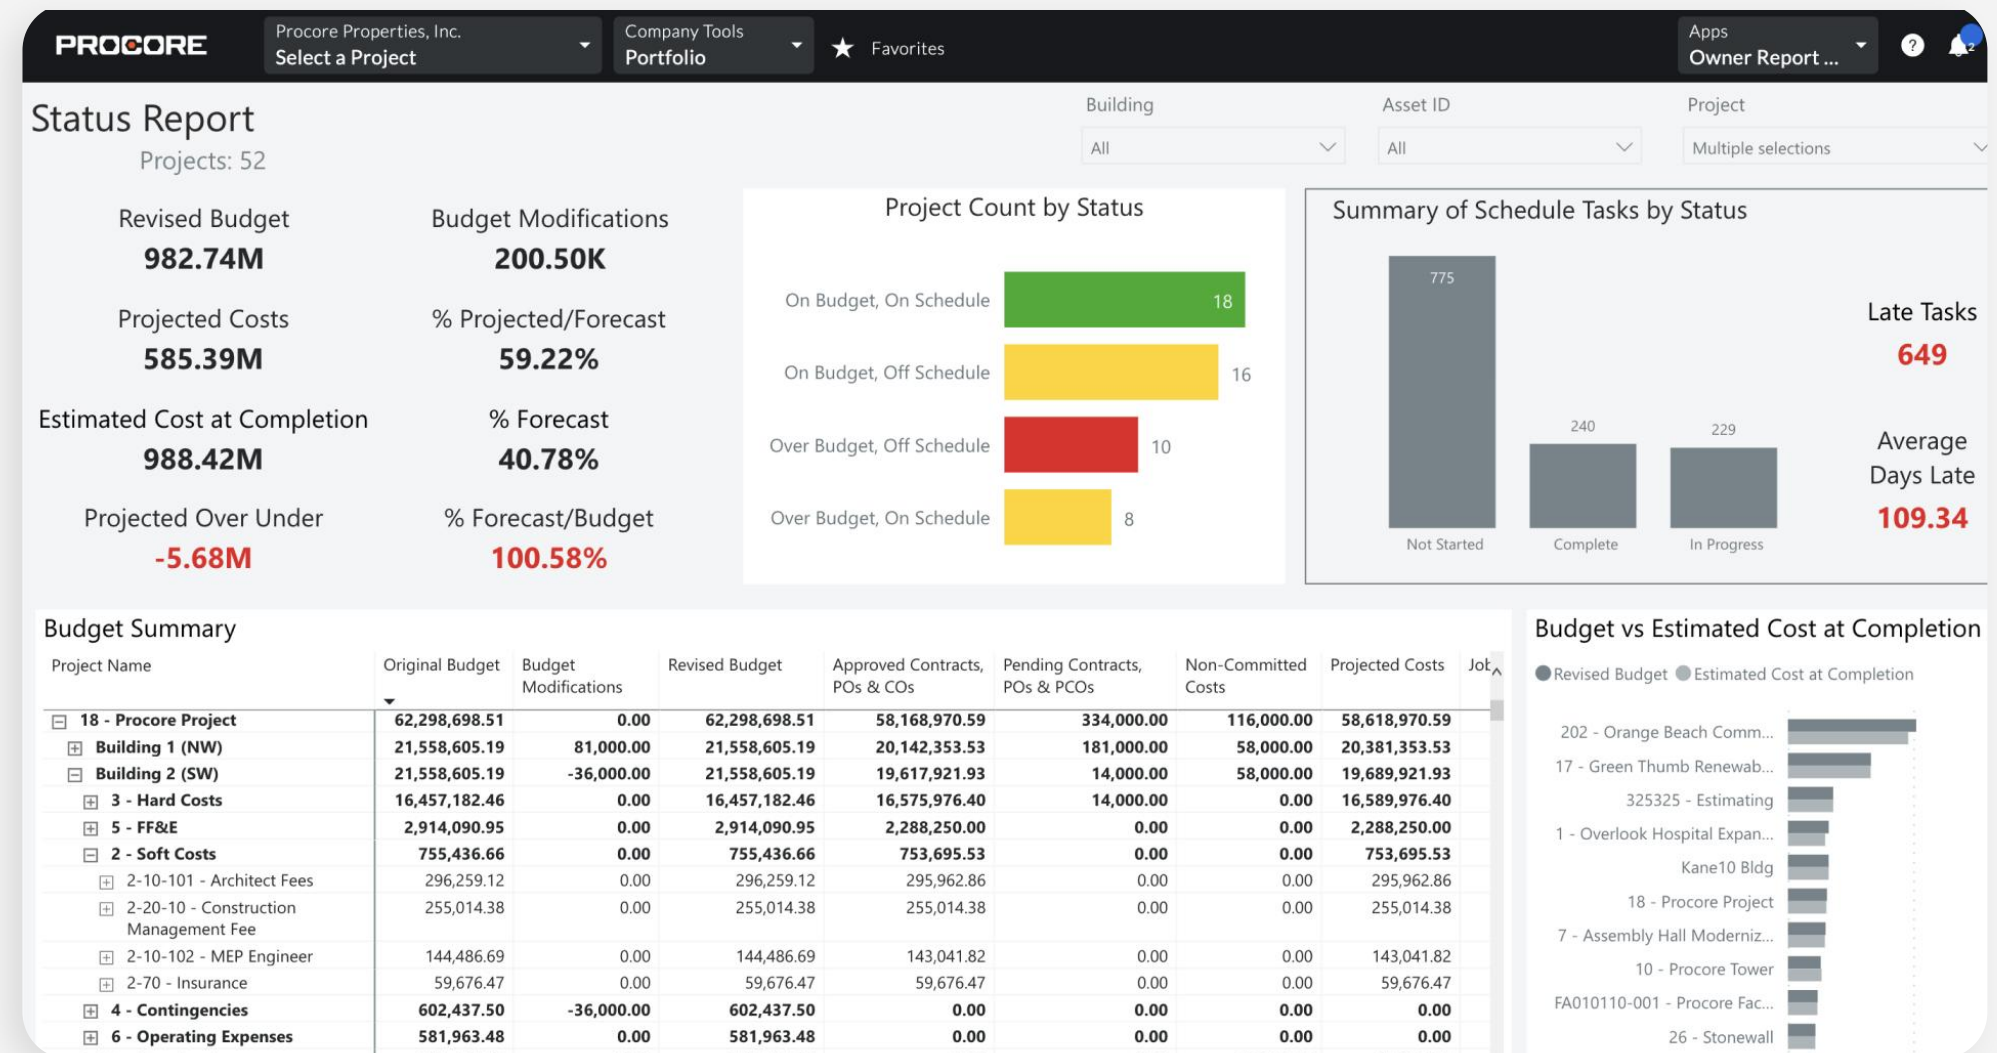 PROCORE
Procore Properties, Inc.
Select a Project
Company Tools
Portfolio
Favorites
Apps
Owner Report ...
?
2
Status Report
Projects: 52
Building
All
Asset ID
All
Project
Multiple selections
Revised Budget
982.74M
Budget Modifications
200.50K
Projected Costs
585.39M
% Projected/Forecast
59.22%
Estimated Cost at Completion
988.42M
% Forecast
40.78%
Projected Over Under
-5.68M
% Forecast/Budget
100.58%
Project Count by Status
On Budget, On Schedule 18
On Budget, Off Schedule 16
Over Budget, Off Schedule 10
Over Budget, On Schedule 8
Summary of Schedule Tasks by Status
775
240
229
Not Started
Complete
In Progress
Late Tasks
649
Average
Days Late
109.34
Budget Summary
Project Name Original Budget Budget Modifications Revised Budget Approved Contracts, POs & COs Pending Contracts, POs & PCOs Non-Committed Costs Projected Costs Job
18 - Procore Project 62,298,698.51 0.00 62,298,698.51 58,168,970.59 334,000.00 116,000.00 58,618,970.59
Building 1 (NW) 21,558,605.19 81,000.00 21,558,605.19 20,142,353.53 181,000.00 58,000.00 20,381,353.53
Building 2 (SW) 21,558,605.19 -36,000.00 21,558,605.19 19,617,921.93 14,000.00 58,000.00 19,689,921.93
3 - Hard Costs 16,457,182.46 0.00 16,457,182.46 16,575,976.40 14,000.00 0.00 16,589,976.40
5 - FF&E 2,914,090.95 0.00 2,914,090.95 2,288,250.00 0.00 0.00 2,288,250.00
2 - Soft Costs 755,436.66 0.00 755,436.66 753,695.53 0.00 0.00 753,695.53
2-10-101 - Architect Fees 296,259.12 0.00 296,259.12 295,962.86 0.00 0.00 295,962.86
2-20-10 - Construction 255,014.38 0.00 255,014.38 255,014.38 0.00 0.00 255,014.38
Management Fee
2-10-102 - MEP Engineer 144,486.69 0.00 144,486.69 143,041.82 0.00 0.00 143,041.82
2-70 - Insurance 59,676.47 0.00 59,676.47 59,676.47 0.00 0.00 59,676.47
4 - Contingencies 602,437.50 -36,000.00 602,437.50 0.00 0.00 0.00 0.00
6 - Operating Expenses 581,963.48 0.00 581,963.48 0.00 0.00 0.00 0.00
Budget vs Estimated Cost at Completion
Revised Budget Estimated Cost at Completion
202 - Orange Beach Comm...
17 - Green Thumb Renewab...
325325 - Estimating
1 - Overlook Hospital Expan...
Kane10 Bldg
18 - Procore Project
7 - Assembly Hall Moderniz...
10 - Procore Tower
FA010110-001 - Procore Fac...
26 - Stonewall